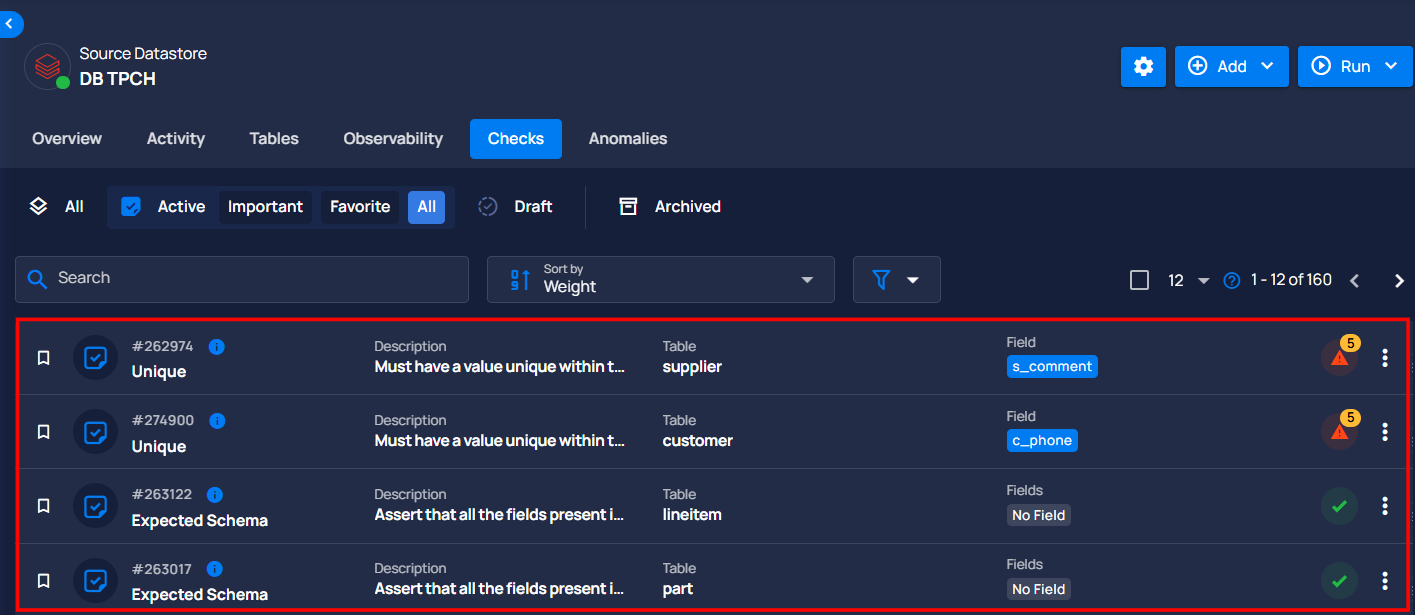 Source Datastore
DB TPCH
Add
Run
Overview Activity Tables Observability Checks Anomalies
All Active Important Favorite All Draft Archived
Search
Sort by
Weight
12 1 - 12 of 160
#262974
Unique
Description
Must have a value unique within t...
Table
supplier
Field
s_comment
5
#274900
Unique
Description
Must have a value unique within t...
Table
customer
Field
c_phone
5
#263122
Expected Schema
Description
Assert that all the fields present i...
Table
lineitem
Fields
No Field
#263017
Expected Schema
Description
Assert that all the fields present i...
Table
part
Fields
No Field